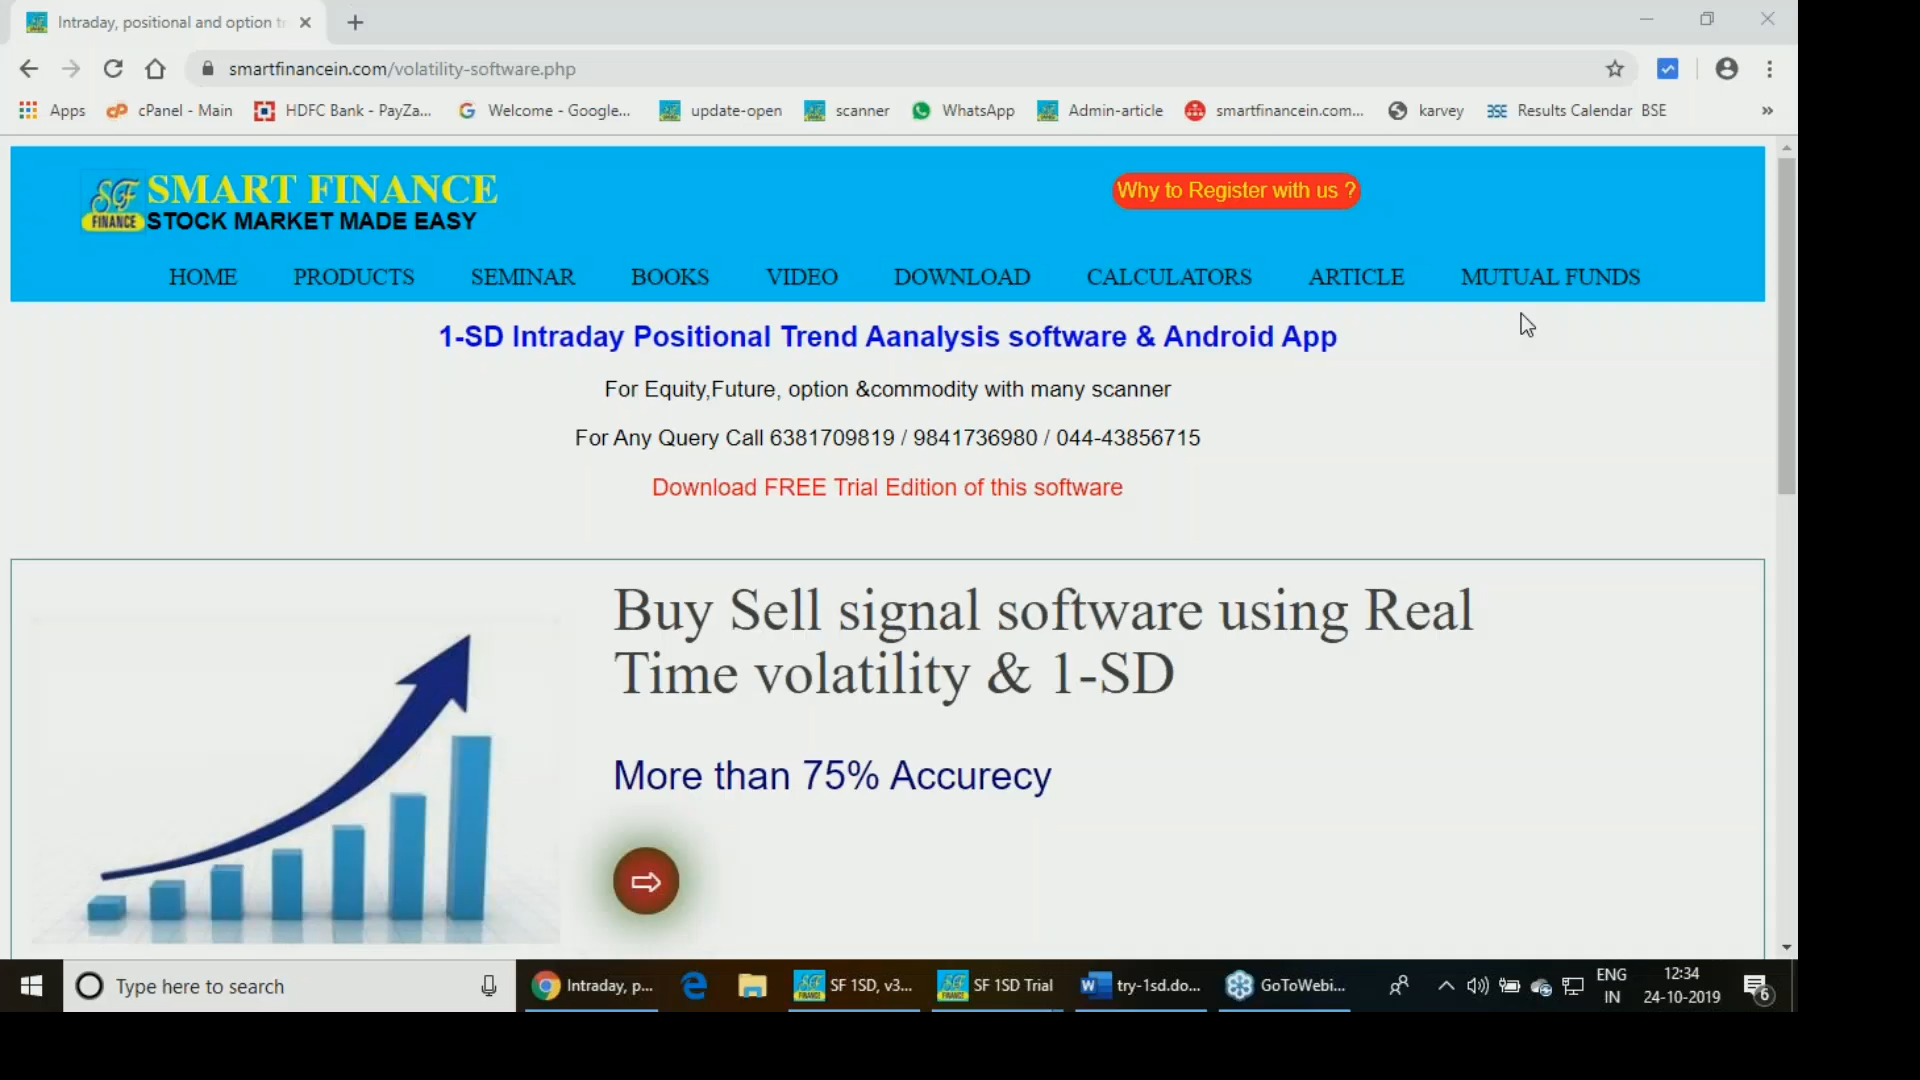 Intraday, positional and option tr
smartfinancein.com/volatility-software.php
Apps cPanel - Main HDFC Bank - PayZa... Welcome - Google... update-open scanner WhatsApp Admin-article smartfinancein.com... karvey Results Calendar BSE »
SF FINANCE
SMART FINANCE
STOCK MARKET MADE EASY
Why to Register with us ?
HOME PRODUCTS SEMINAR BOOKS VIDEO DOWNLOAD CALCULATORS ARTICLE MUTUAL FUNDS
1-SD Intraday Positional Trend Aanalysis software & Android App
For Equity,Future, option &commodity with many scanner
For Any Query Call 6381709819 / 9841736980 / 044-43856715
Download FREE Trial Edition of this software
Buy Sell signal software using Real
Time volatility & 1-SD
More than 75% Accurecy
Type here to search
Intraday, p...
SF 1SD, v3...
SF 1SD Trial
try-1sd.do...
GoToWebi...
ENG
IN
12:34
24-10-2019
6